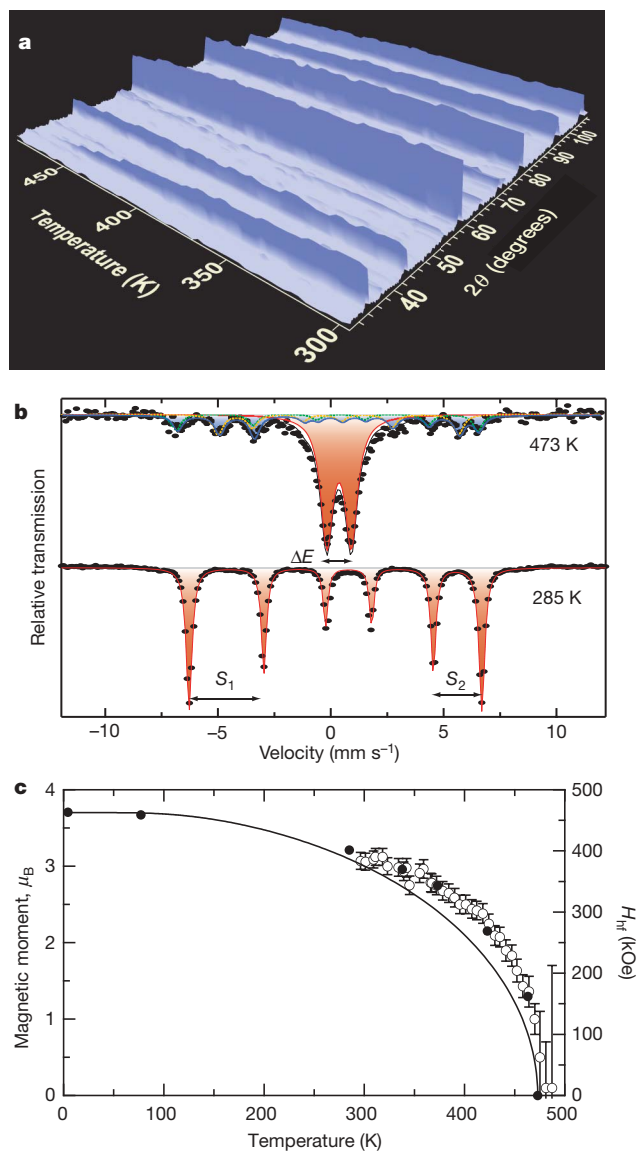 a
450
400
350
300
Temperature (K)
40
50
60
70
80
90
100
2θ (degrees)
b
473 K
ΔE
285 K
S1
S2
Relative transmission
−10
−5
0
5
10
Velocity (mm s−1)
c
4
3
2
1
0
Magnetic moment, μB
500
400
300
200
100
0
Hhf (kOe)
0
100
200
300
400
500
Temperature (K)